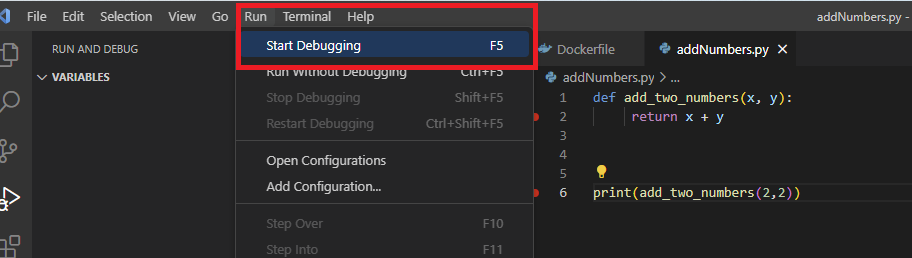 File Edit Selection View Go Run Terminal Help addNumbers.py -
RUN AND DEBUG
VARIABLES
Start Debugging F5
Run Without Debugging Ctrl+F5
Stop Debugging Shift+F5
Restart Debugging Ctrl+Shift+F5
Open Configurations
Add Configuration...
Step Over F10
Step Into F11
Dockerfile addNumbers.py
addNumbers.py > ...
1 def add_two_numbers(x, y):
2 return x + y
3
4
5
6 print(add_two_numbers(2,2))